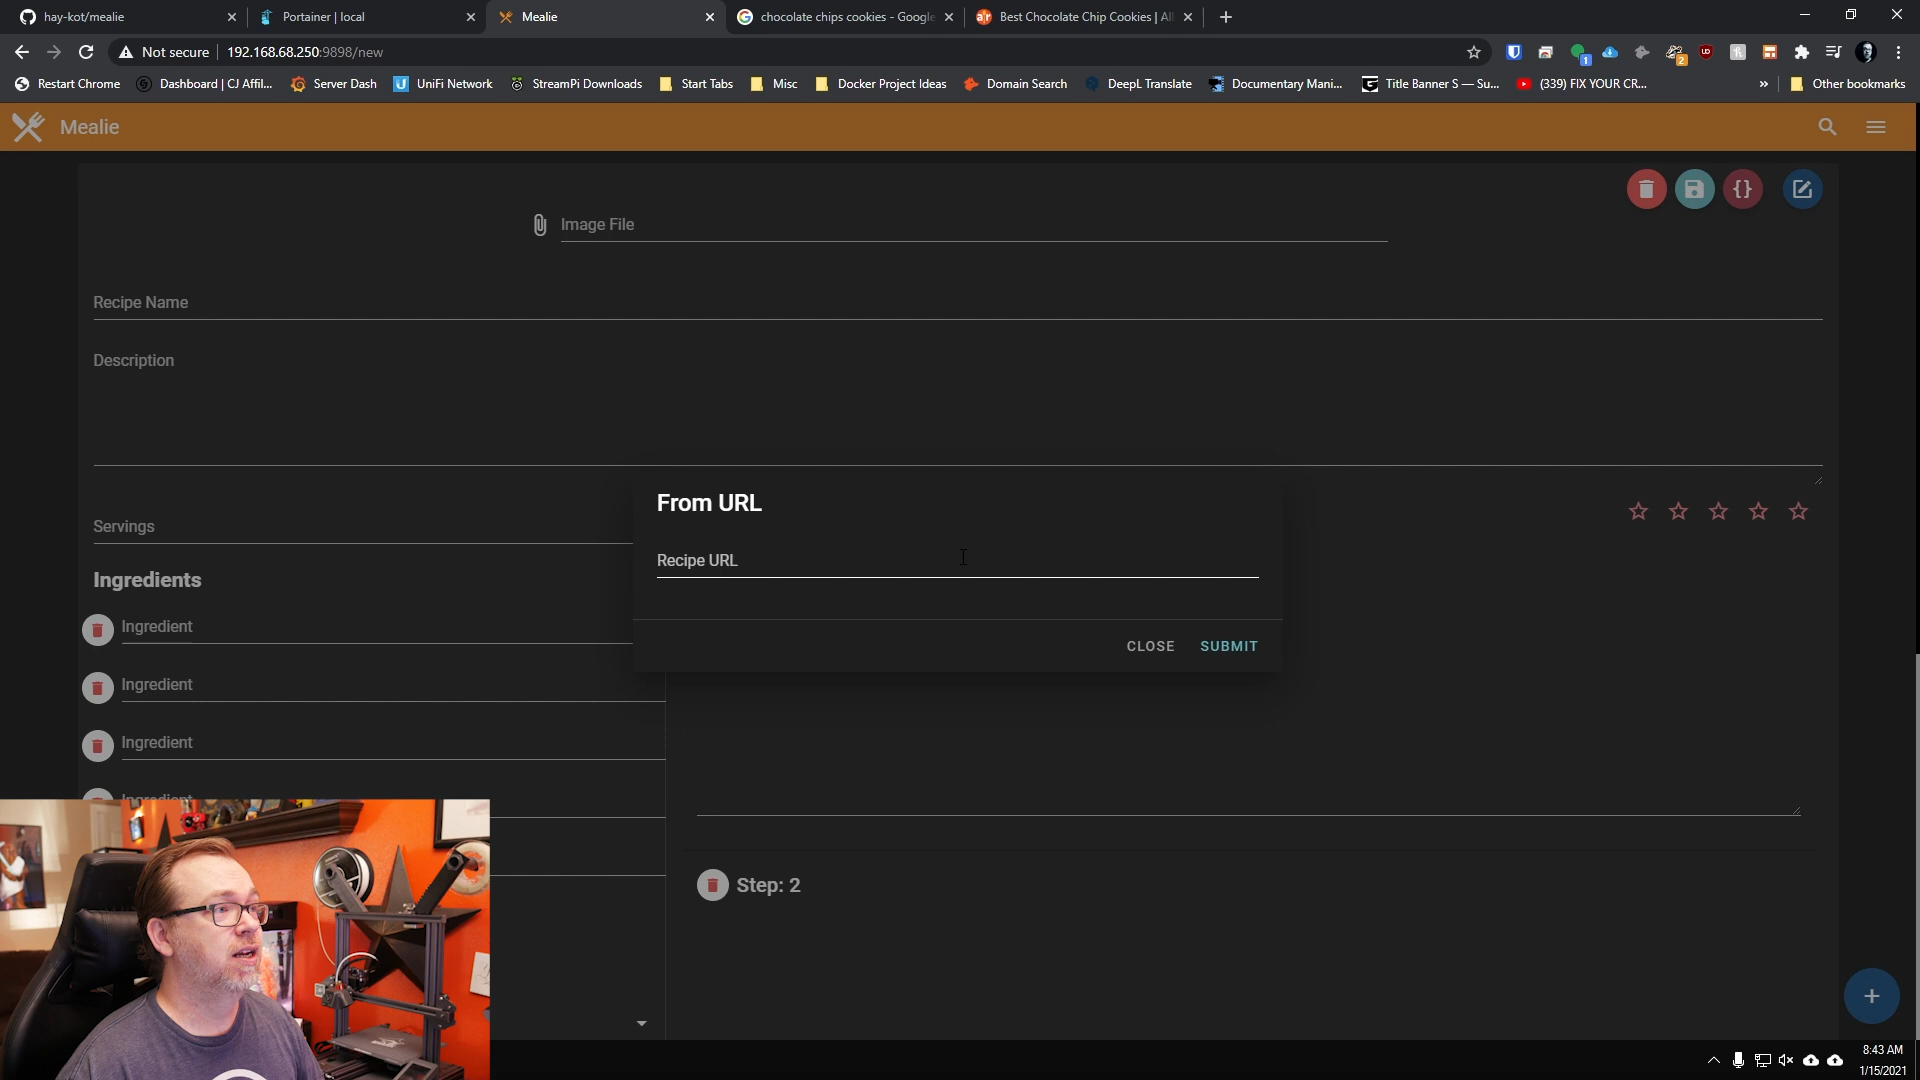 hay-kot/mealie
Portainer | local
Mealie
chocolate chips cookies - Google
Best Chocolate Chip Cookies | All
Not secure
192.168.68.250:9898/new
1
2
Restart Chrome
Dashboard | CJ Affil...
Server Dash
UniFi Network
StreamPi Downloads
Start Tabs
Misc
Docker Project Ideas
Domain Search
DeepL Translate
Documentary Mani...
Title Banner S — Su...
(339) FIX YOUR CR...
»
Other bookmarks
Mealie
Image File
Recipe Name
Description
From URL
Servings
Recipe URL
Ingredients
Ingredient
CLOSE
SUBMIT
Ingredient
Ingredient
Ingredient
Step: 2
8:43 AM
1/15/2021